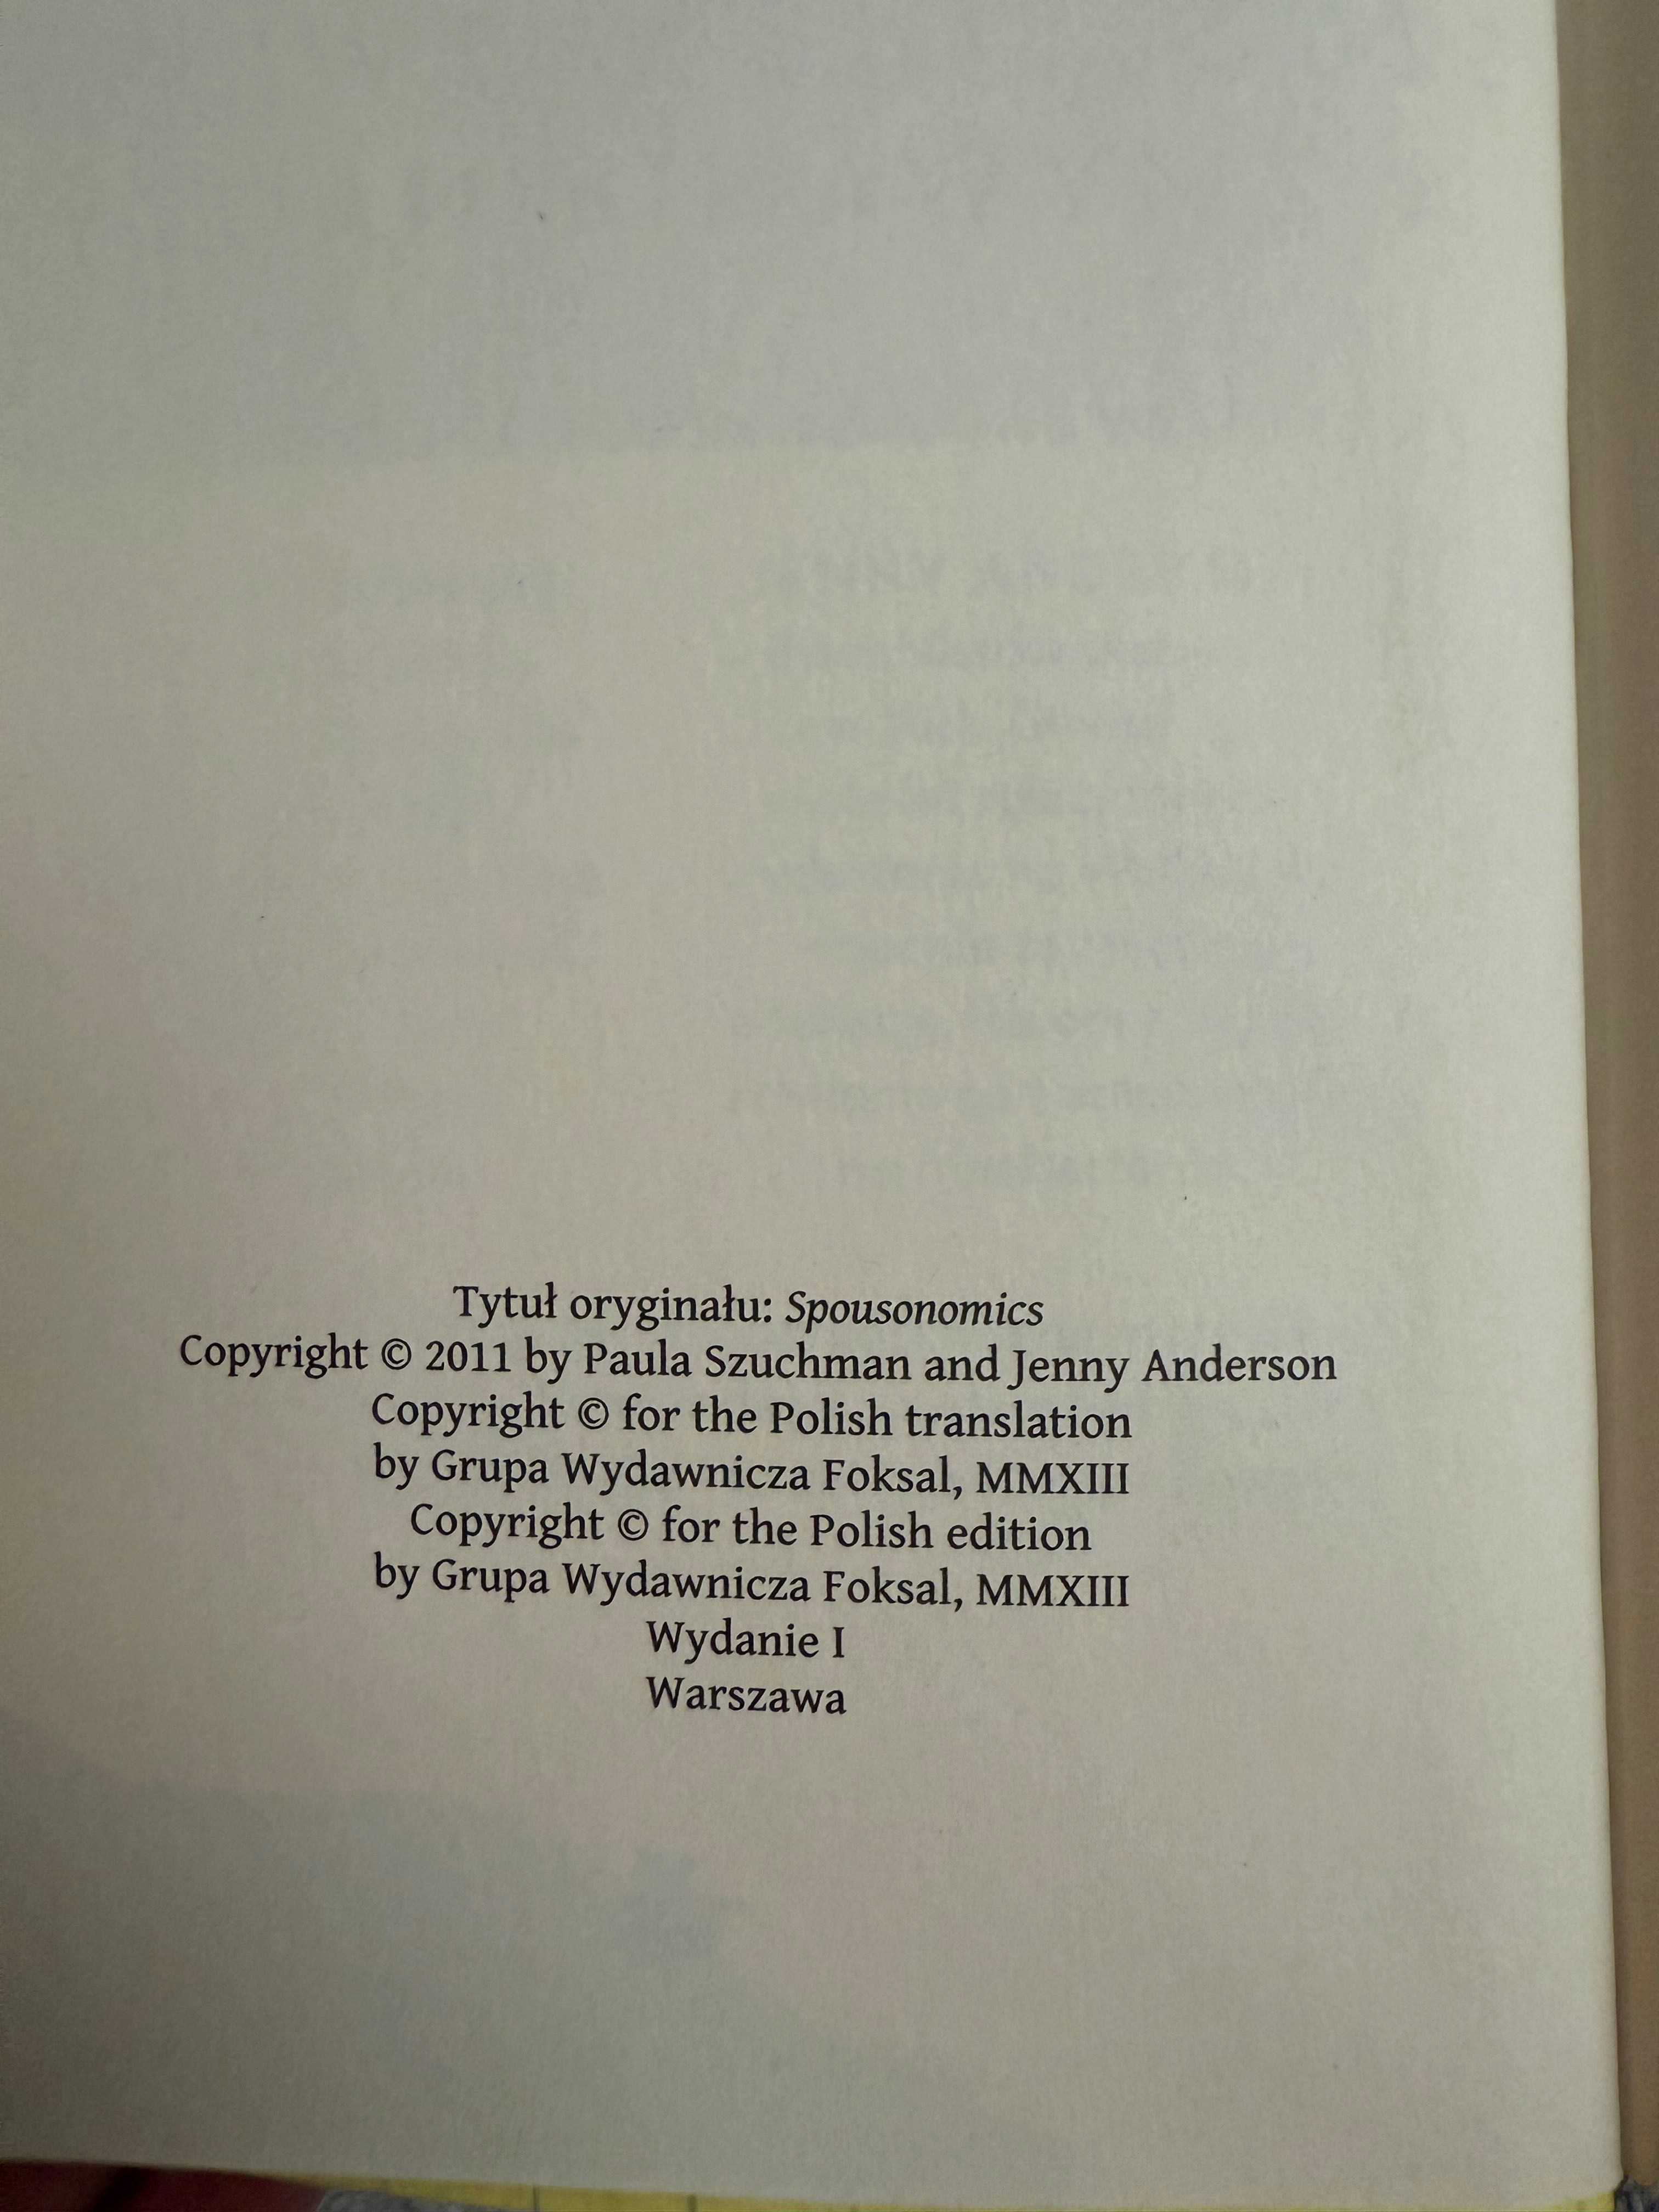 Tytuł oryginału: Spousonomics
Copyright © 2011 by Paula Szuchman and Jenny Anderson
Copyright © for the Polish translation
by Grupa Wydawnicza Foksal, MMXIII
Copyright © for the Polish edition
by Grupa Wydawnicza Foksal, MMXIII
Wydanie I
Warszawa